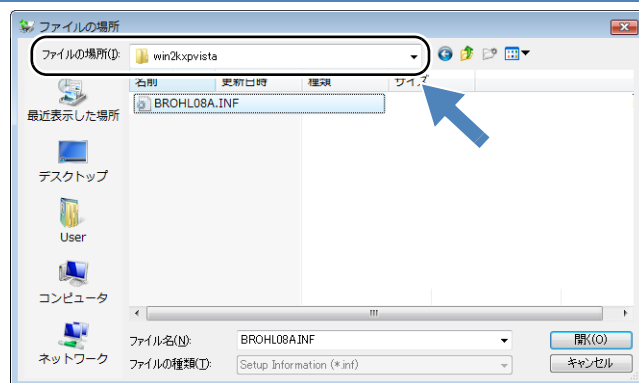 ファイルの場所
ファイルの場所(I): win2kxpvista
名前 更新日時 種類 サイズ
BROHL08A.INF
最近表示した場所
デスクトップ
User
コンピュータ
ネットワーク
ファイル名(N): BROHL08A.INF 開く(O)
ファイルの種類(T): Setup Information (*.inf) キャンセル